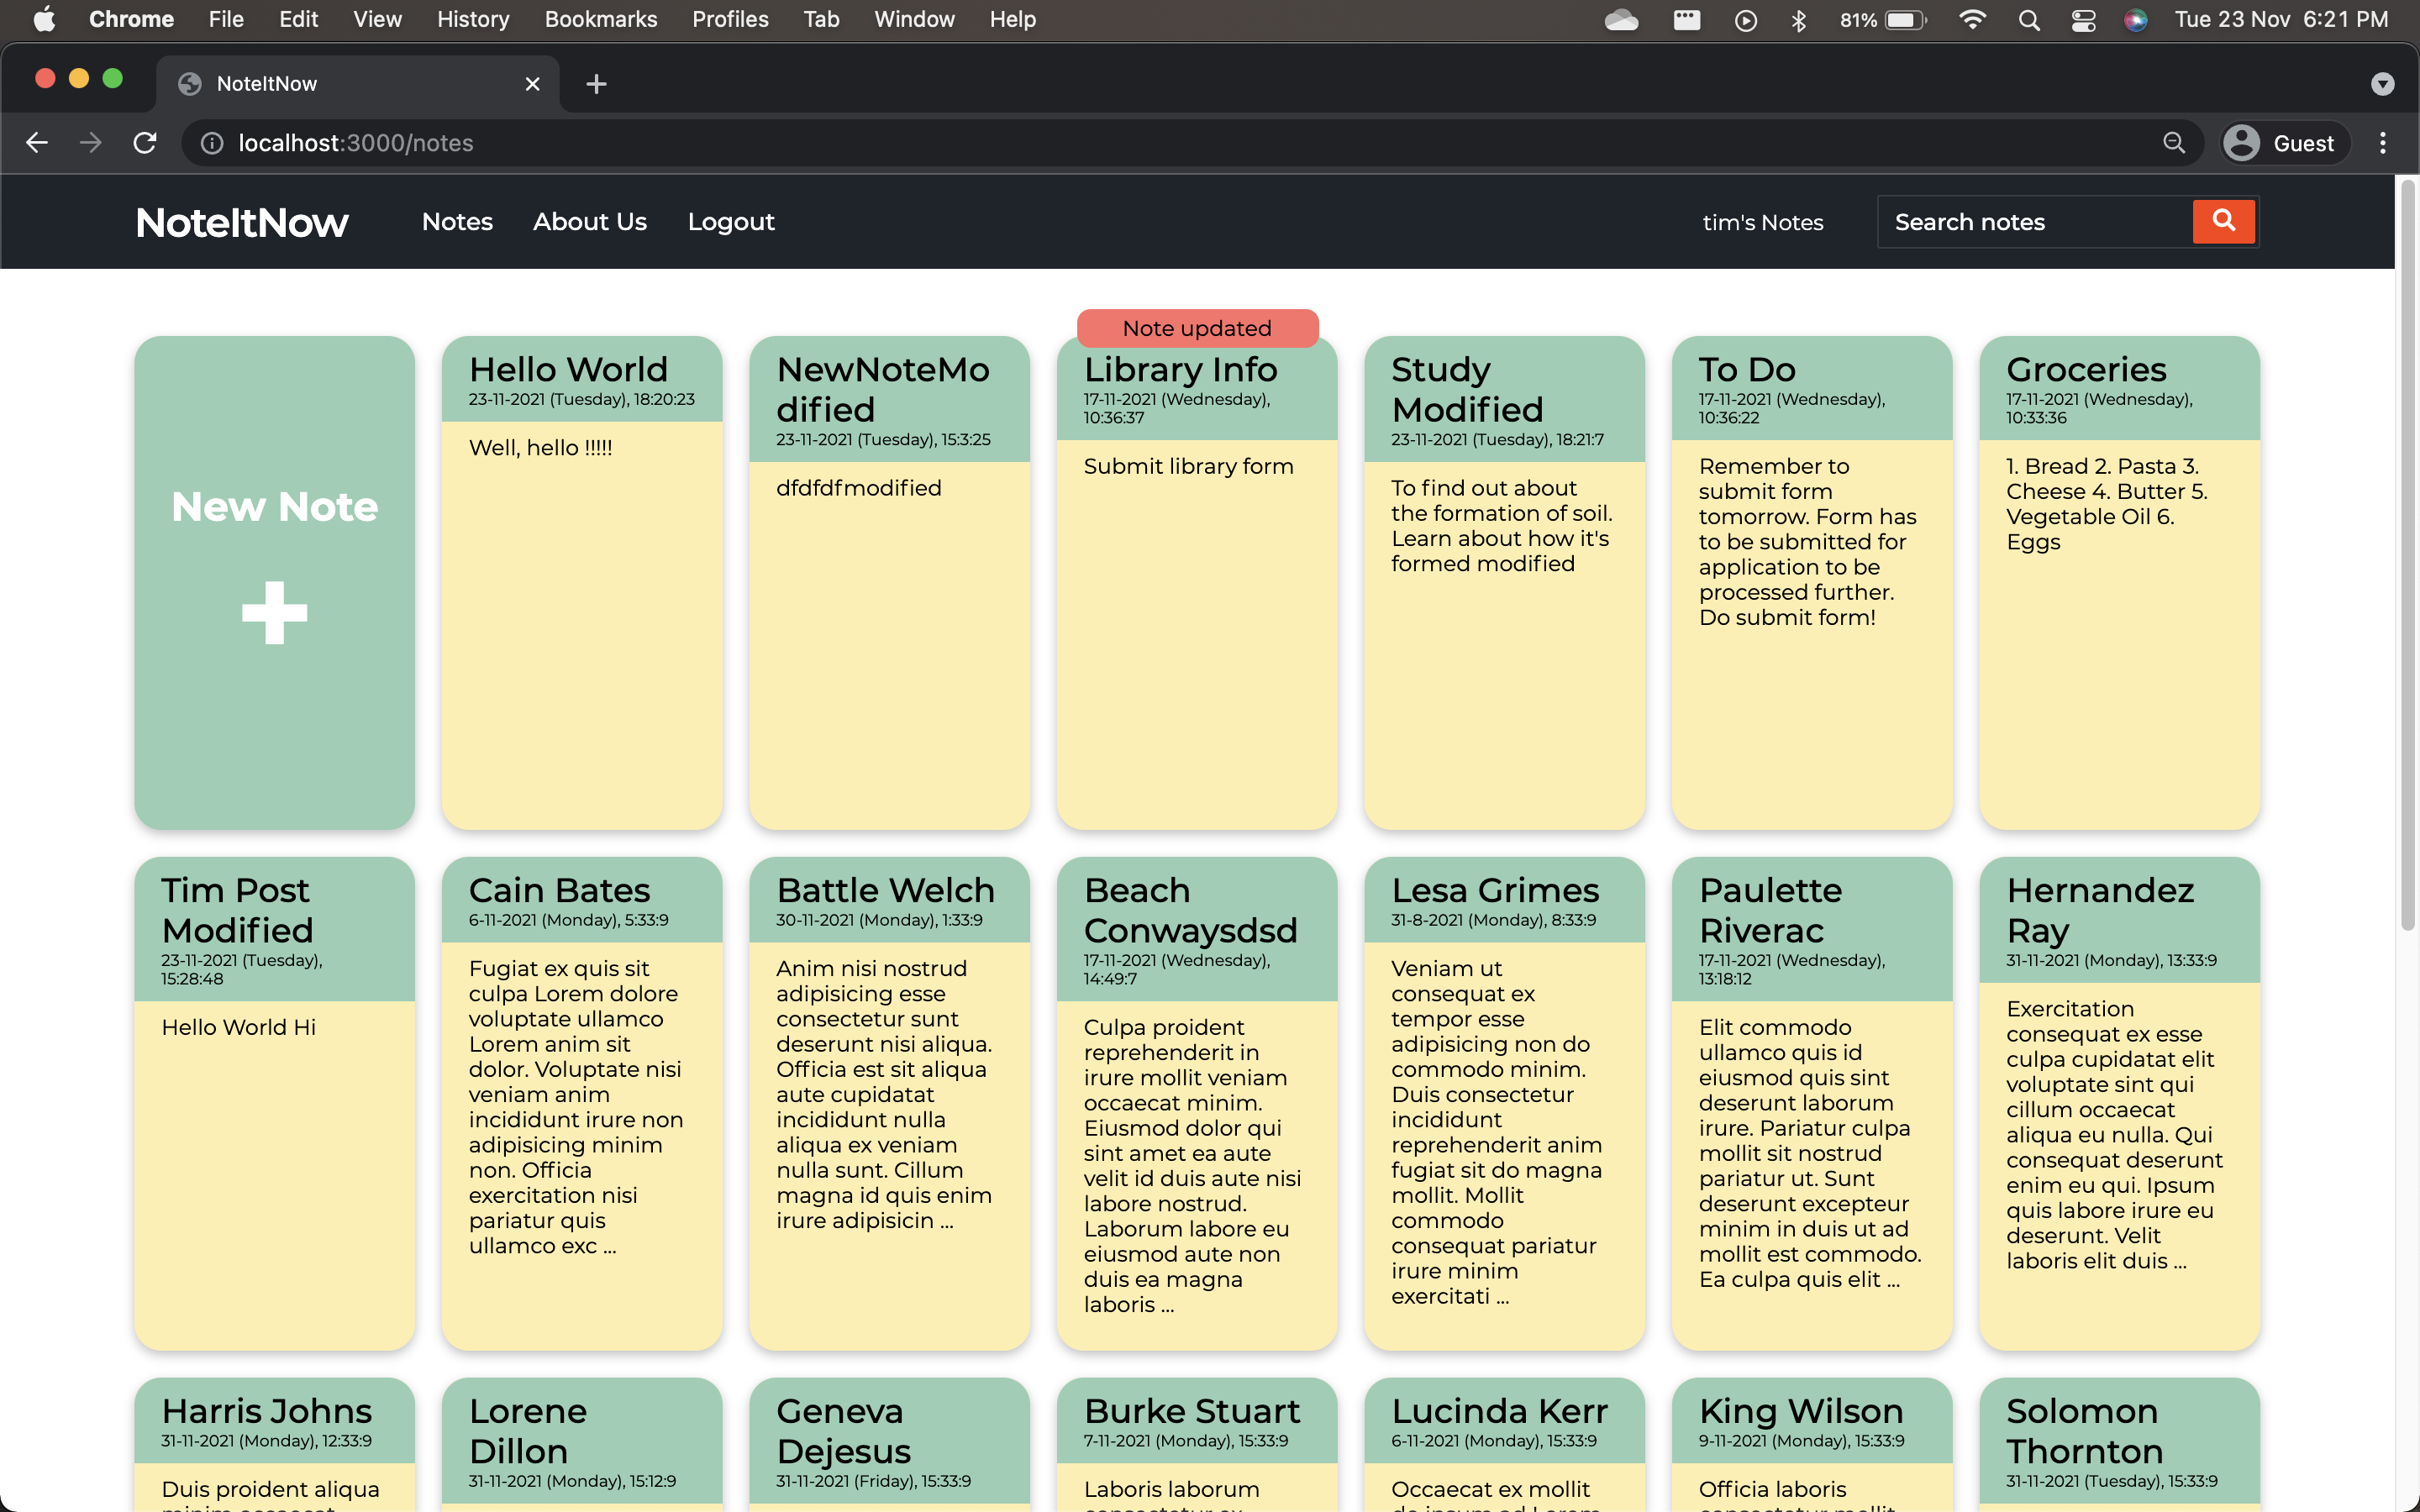 Chrome File Edit View History Bookmarks Profiles Tab Window Help 81% Tue 23 Nov 6:21 PM
NoteItNow
localhost:3000/notes
Guest
NoteItNow Notes About Us Logout tim's Notes Search notes
Note updated
New Note
Hello World
23-11-2021 (Tuesday), 18:20:23
Well, hello !!!!!
NewNoteMo
dified
23-11-2021 (Tuesday), 15:3:25
dfdfdfmodified
Library Info
17-11-2021 (Wednesday),
10:36:37
Submit library form
Study
Modified
23-11-2021 (Tuesday), 18:21:7
To find out about
the formation of soil.
Learn about how it's
formed modified
To Do
17-11-2021 (Wednesday),
10:36:22
Remember to
submit form
tomorrow. Form has
to be submitted for
application to be
processed further.
Do submit form!
Groceries
17-11-2021 (Wednesday),
10:33:36
1. Bread 2. Pasta 3.
Cheese 4. Butter 5.
Vegetable Oil 6.
Eggs
Tim Post
Modified
23-11-2021 (Tuesday),
15:28:48
Hello World Hi
Cain Bates
6-11-2021 (Monday), 5:33:9
Fugiat ex quis sit
culpa Lorem dolore
voluptate ullamco
Lorem anim sit
dolor. Voluptate nisi
veniam anim
incididunt irure non
adipisicing minim
non. Officia
exercitation nisi
pariatur quis
ullamco exc ...
Battle Welch
30-11-2021 (Monday), 1:33:9
Anim nisi nostrud
adipisicing esse
consectetur sunt
deserunt nisi aliqua.
Officia est sit aliqua
aute cupidatat
incididunt nulla
aliqua ex veniam
nulla sunt. Cillum
magna id quis enim
irure adipisicin ...
Beach
Conwaysdsd
17-11-2021 (Wednesday),
14:49:7
Culpa proident
reprehenderit in
irure mollit veniam
occaecat minim.
Eiusmod dolor qui
sint amet ea aute
velit id duis aute nisi
labore nostrud.
Laborum labore eu
eiusmod aute non
duis ea magna
laboris ...
Lesa Grimes
31-8-2021 (Monday), 8:33:9
Veniam ut
consequat ex
tempor esse
adipisicing non do
commodo minim.
Duis consectetur
incididunt
reprehenderit anim
fugiat sit do magna
mollit. Mollit
commodo
consequat pariatur
irure minim
exercitati ...
Paulette
Riverac
17-11-2021 (Wednesday),
13:18:12
Elit commodo
ullamco quis id
eiusmod quis sint
deserunt laborum
irure. Pariatur culpa
mollit sit nostrud
pariatur ut. Sunt
deserunt excepteur
minim in duis ut ad
mollit est commodo.
Ea culpa quis elit ...
Hernandez
Ray
31-11-2021 (Monday), 13:33:9
Exercitation
consequat ex esse
culpa cupidatat elit
voluptate sint qui
cillum occaecat
aliqua eu nulla. Qui
consequat deserunt
enim eu qui. Ipsum
quis labore irure eu
deserunt. Velit
laboris elit duis ...
Harris Johns
31-11-2021 (Monday), 12:33:9
Duis proident aliqua
Lorene
Dillon
31-11-2021 (Monday), 15:12:9
Geneva
Dejesus
31-11-2021 (Friday), 15:33:9
Burke Stuart
7-11-2021 (Monday), 15:33:9
Laboris laborum
Lucinda Kerr
6-11-2021 (Monday), 15:33:9
Occaecat ex mollit
King Wilson
9-11-2021 (Monday), 15:33:9
Officia laboris
Solomon
Thornton
31-11-2021 (Tuesday), 15:33:9